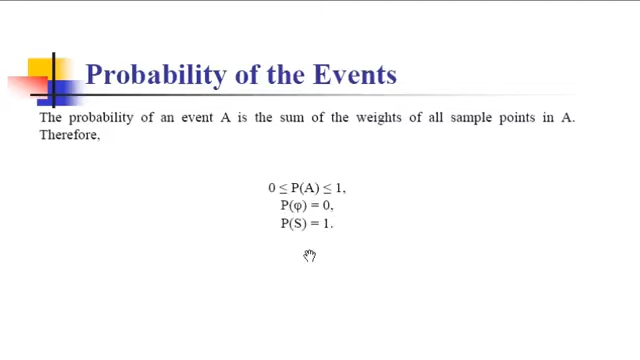 Probability of the Events
The probability of an event A is the sum of the weights of all sample points in A.
Therefore,
0 ≤ P(A) ≤ 1,
P(φ) = 0,
P(S) = 1.